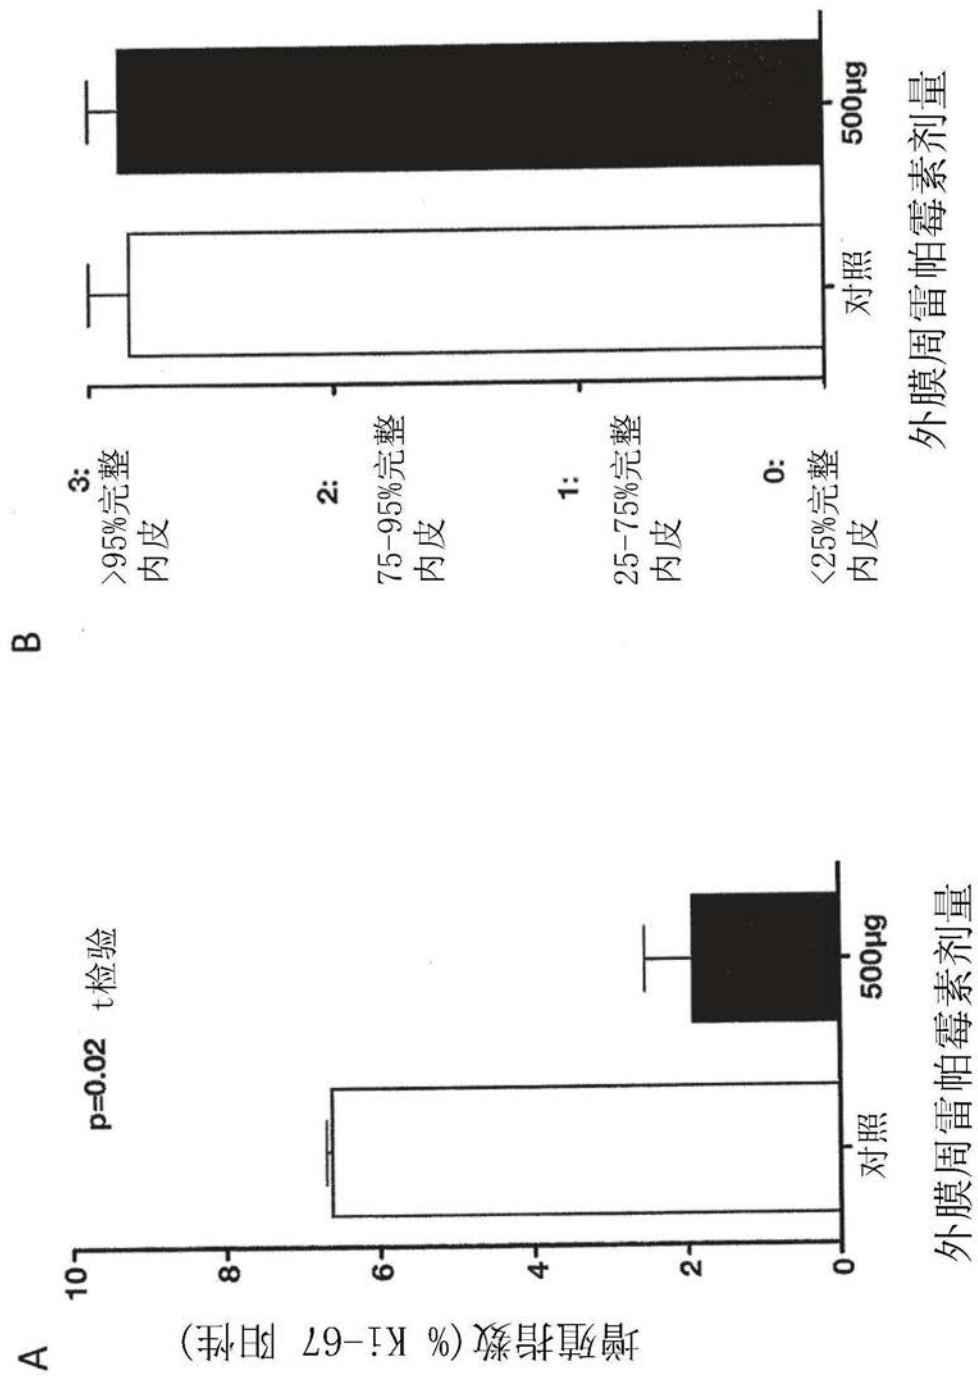 A
p=0.02 t检验
增殖指数(% Ki-67 阳性)
10
8
6
4
2
0
对照
500μg
外膜周雷帕霉素剂量
B
3:
>95%完整
内皮
2:
75-95%完整
内皮
1:
25-75%完整
内皮
0:
<25%完整
内皮
对照
500μg
外膜周雷帕霉素剂量